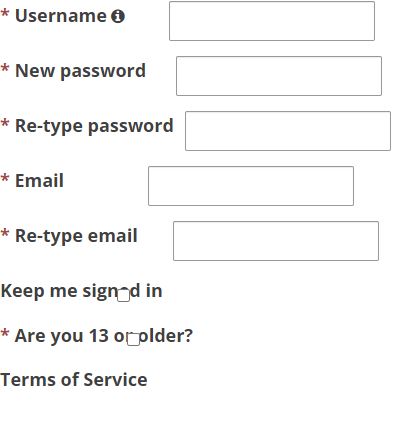 * Username
* New password
* Re-type password
* Email
* Re-type email
Keep me signed in
* Are you 13 or older?
Terms of Service